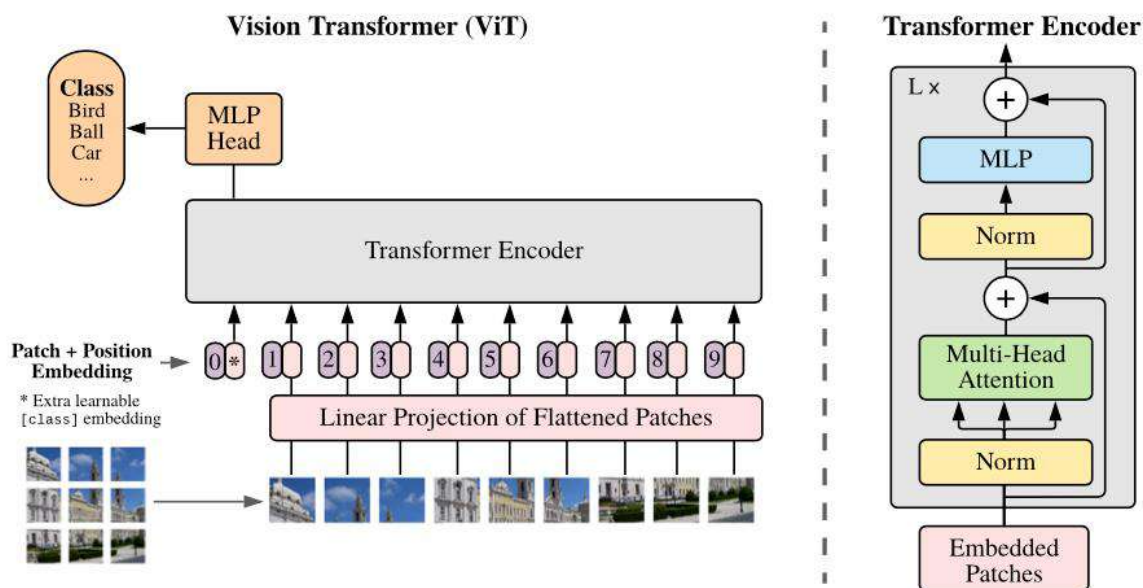 Vision Transformer (ViT)
Class
Bird
Ball
Car
...
MLP
Head
Transformer Encoder
Patch + Position
Embedding
0 * 1 2 3 4 5 6 7 8 9
* Extra learnable
[class] embedding
Linear Projection of Flattened Patches
Transformer Encoder
L ×
+
MLP
Norm
+
Multi-Head
Attention
Norm
Embedded
Patches